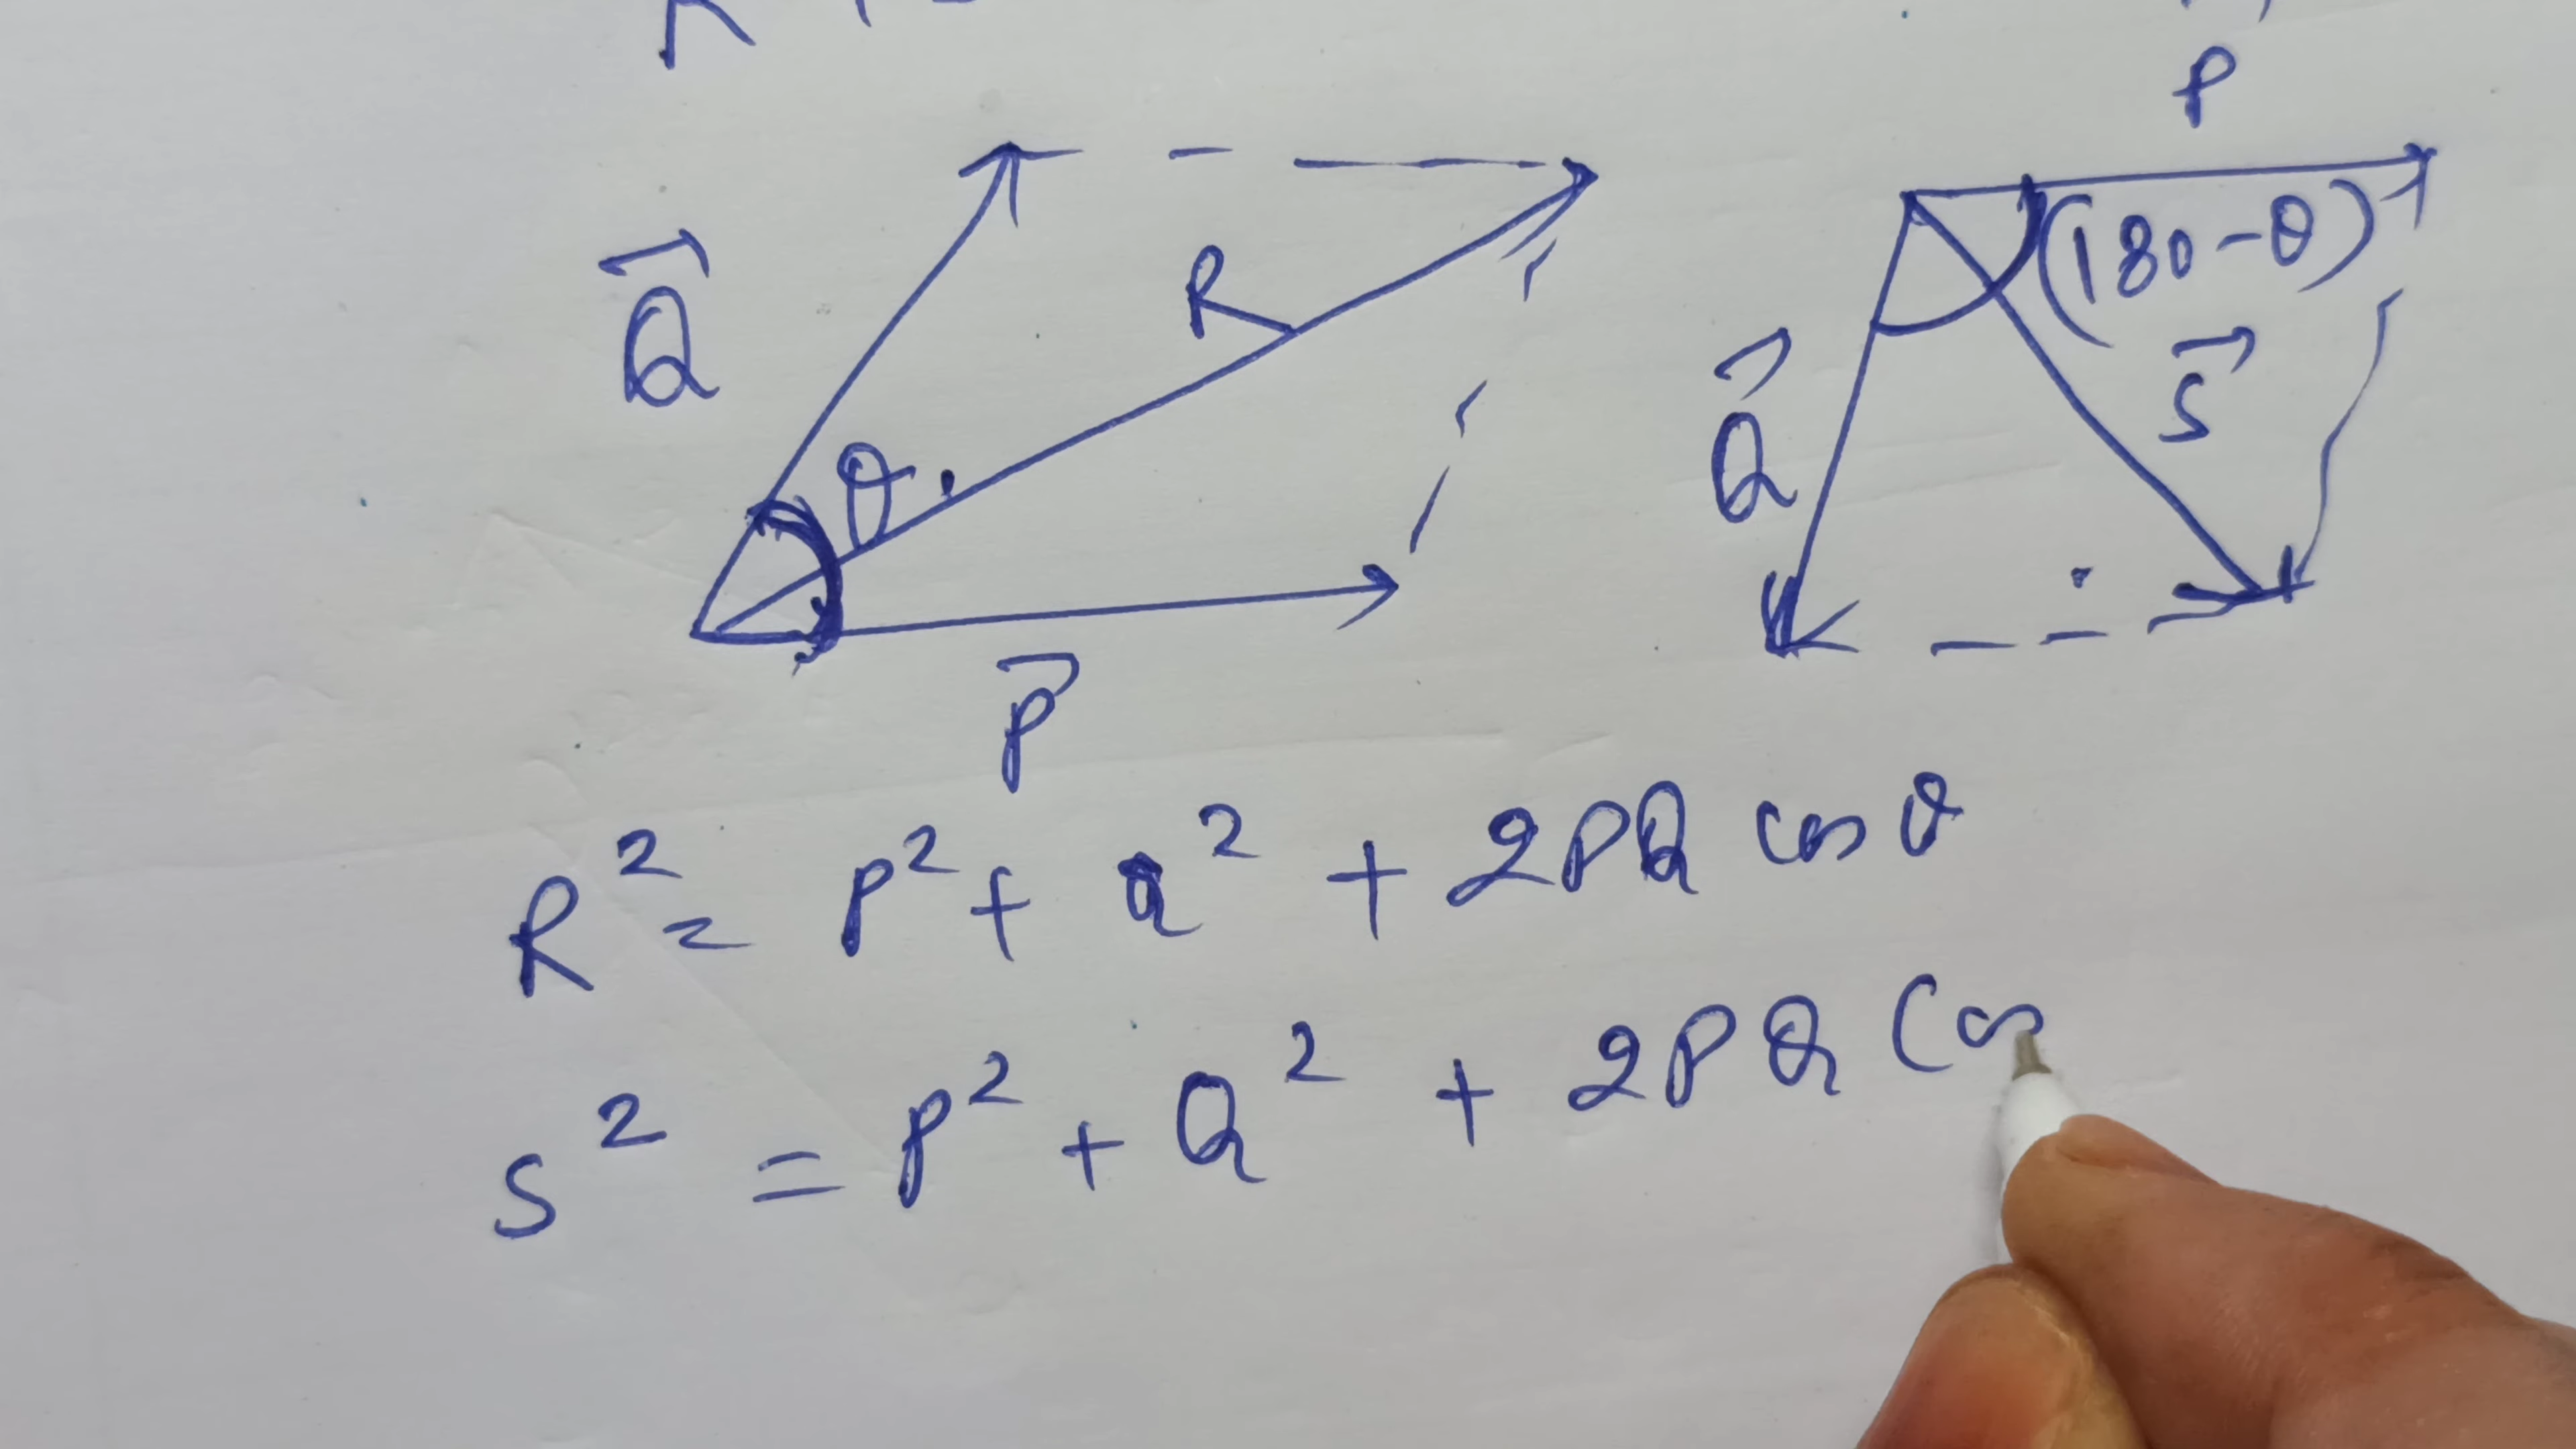 P
Q⃗ R (180-θ)
θ Q⃗ S⃗
P⃗
R² = P² + Q² + 2PQ cos θ
S² = P² + Q² + 2PQ Cos